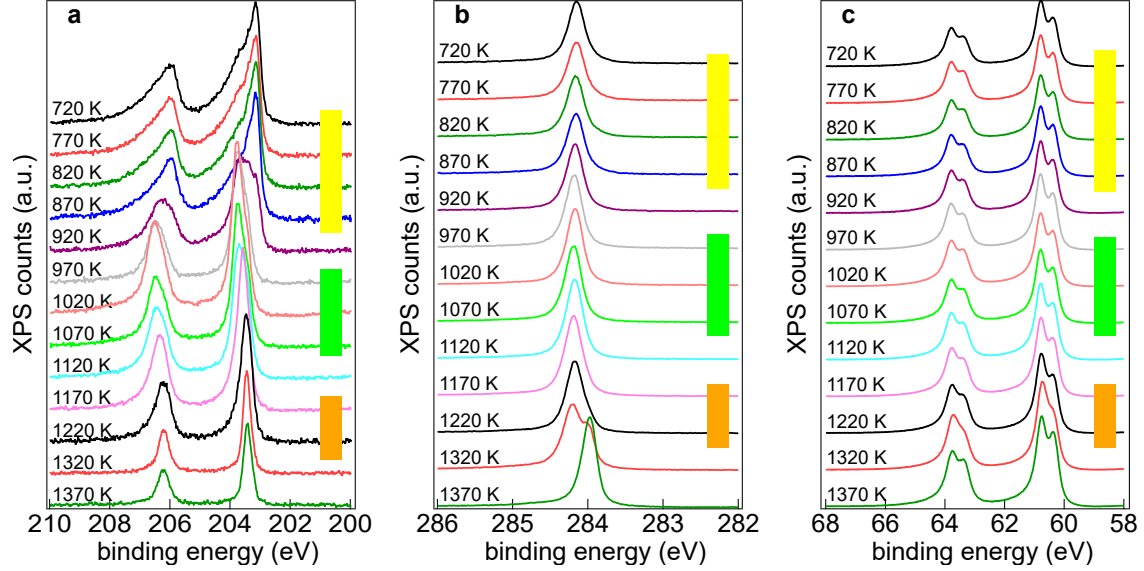 a
XPS counts (a.u.)
720 K
770 K
820 K
870 K
920 K
970 K
1020 K
1070 K
1120 K
1170 K
1220 K
1320 K
1370 K
210 208 206 204 202 200
binding energy (eV)
b
XPS counts (a.u.)
720 K
770 K
820 K
870 K
920 K
970 K
1020 K
1070 K
1120 K
1170 K
1220 K
1320 K
1370 K
286 285 284 283 282
binding energy (eV)
c
XPS counts (a.u.)
720 K
770 K
820 K
870 K
920 K
970 K
1020 K
1070 K
1120 K
1170 K
1220 K
1320 K
1370 K
68 66 64 62 60 58
binding energy (eV)